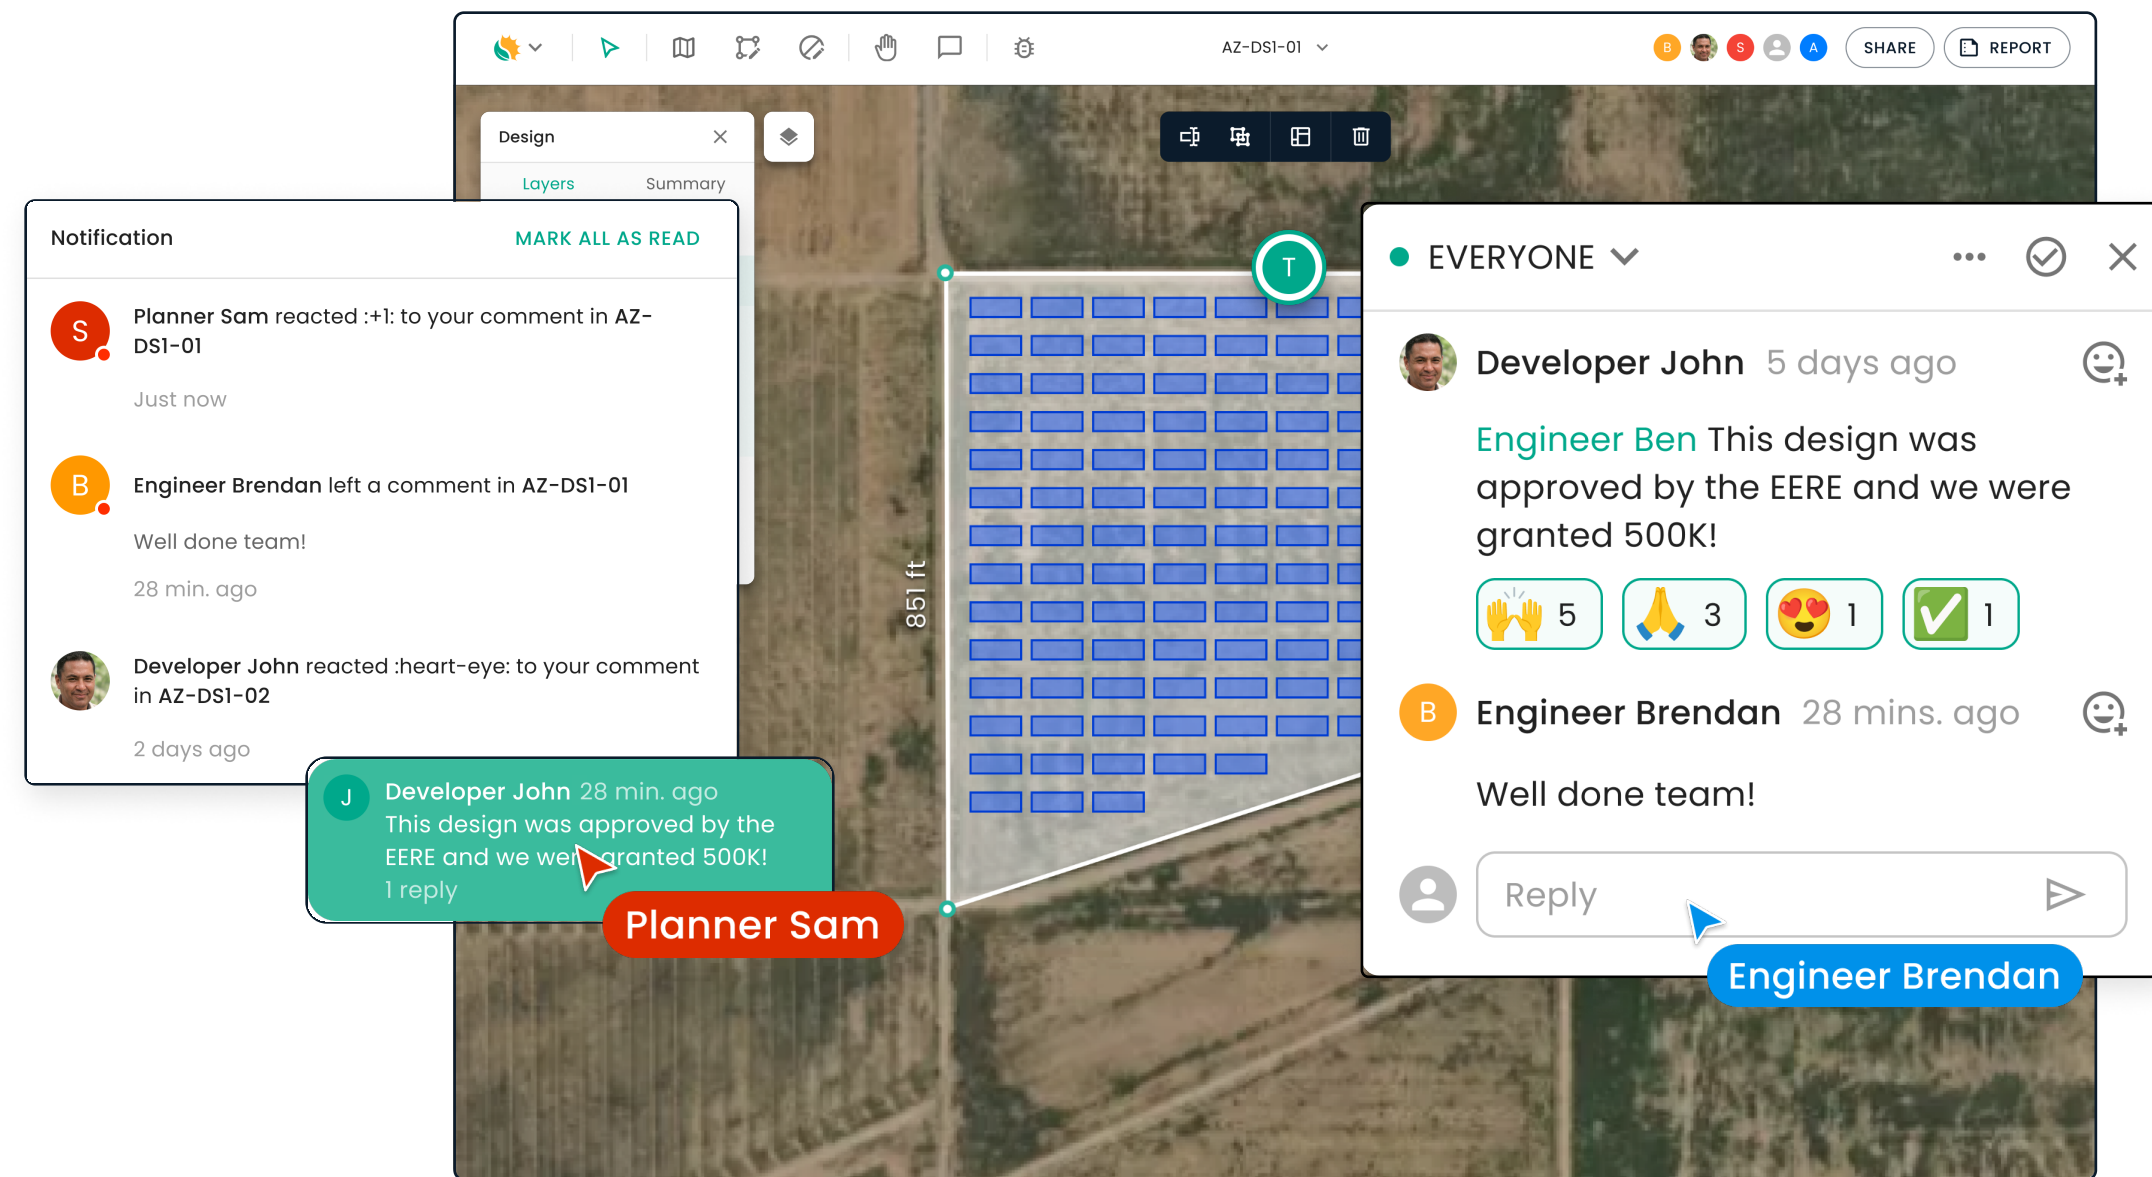 AZ-DS1-01
B
S
A
SHARE
REPORT
Design
Layers
Summary
Notification
MARK ALL AS READ
S
Planner Sam reacted :+1: to your comment in AZ-
DS1-01
Just now
B
Engineer Brendan left a comment in AZ-DS1-01
Well done team!
28 min. ago
Developer John reacted :heart-eye: to your comment
in AZ-DS1-02
2 days ago
J
Developer John 28 min. ago
This design was approved by the
EERE and we were granted 500K!
1 reply
Planner Sam
851 ft
T
EVERYONE
Developer John 5 days ago
Engineer Ben This design was
approved by the EERE and we were
granted 500K!
5
3
1
1
B
Engineer Brendan 28 mins. ago
Well done team!
Reply
Engineer Brendan